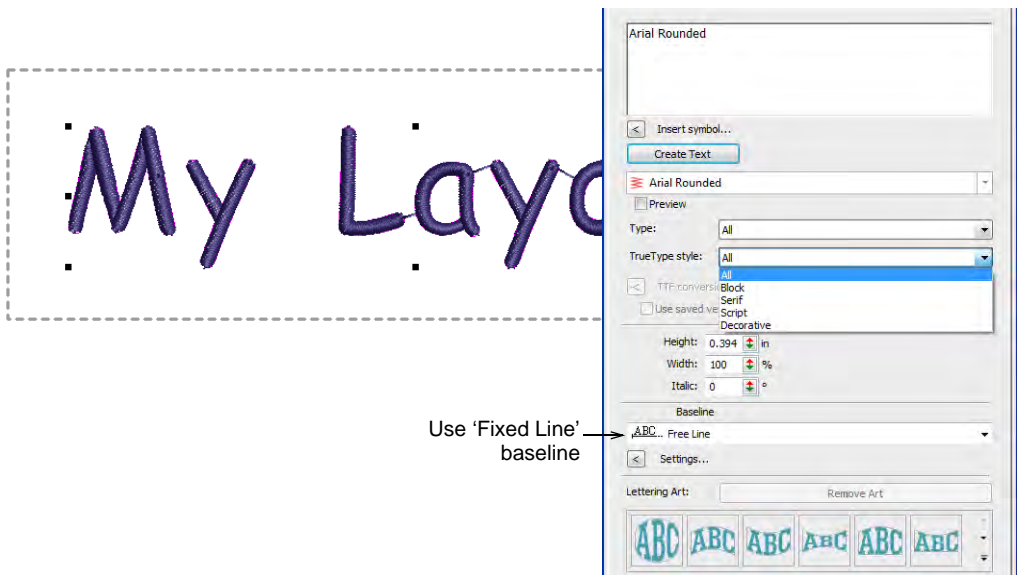 Arial Rounded
< Insert symbol...
Create Text
Arial Rounded
Preview
Type: All
TrueType style: All
All
Block
Serif
Script
Decorative
< TTF convers
Use saved ve
Height: 0.394 in
Width: 100 %
Italic: 0 °
Baseline
ABC... Free Line
< Settings...
Lettering Art: Remove Art
ABC ABC ABC ABC ABC ABC
My Layo
Use ‘Fixed Line’
baseline